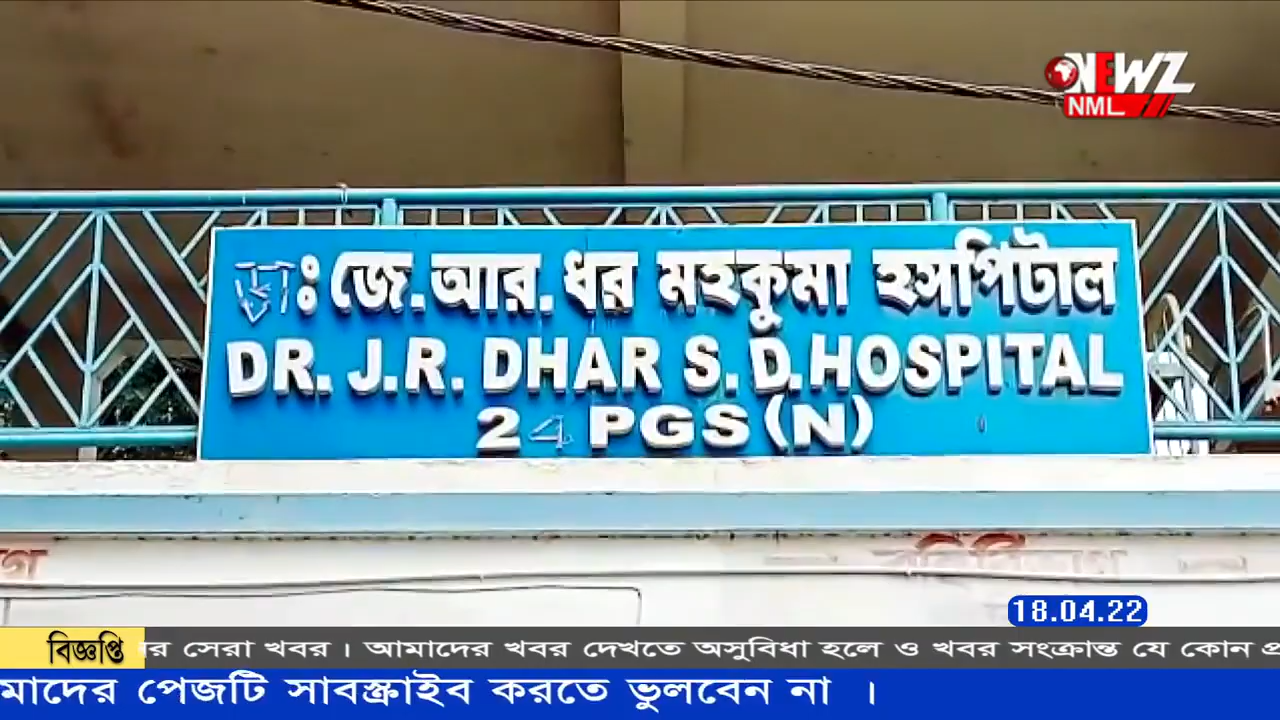 NEWZ
NML
ডাঃ জে.আর.ধর মহকুমা হসপিটাল
DR. J.R. DHAR S. D. HOSPITAL
24 PGS (N)
18.04.22
বিজ্ঞপ্তি
সেরা খবর । আমাদের খবর দেখতে অসুবিধা হলে ও খবর সংক্রান্ত যে কোন
মাদের পেজটি সাবস্ক্রাইব করতে ভুলবেন না ।